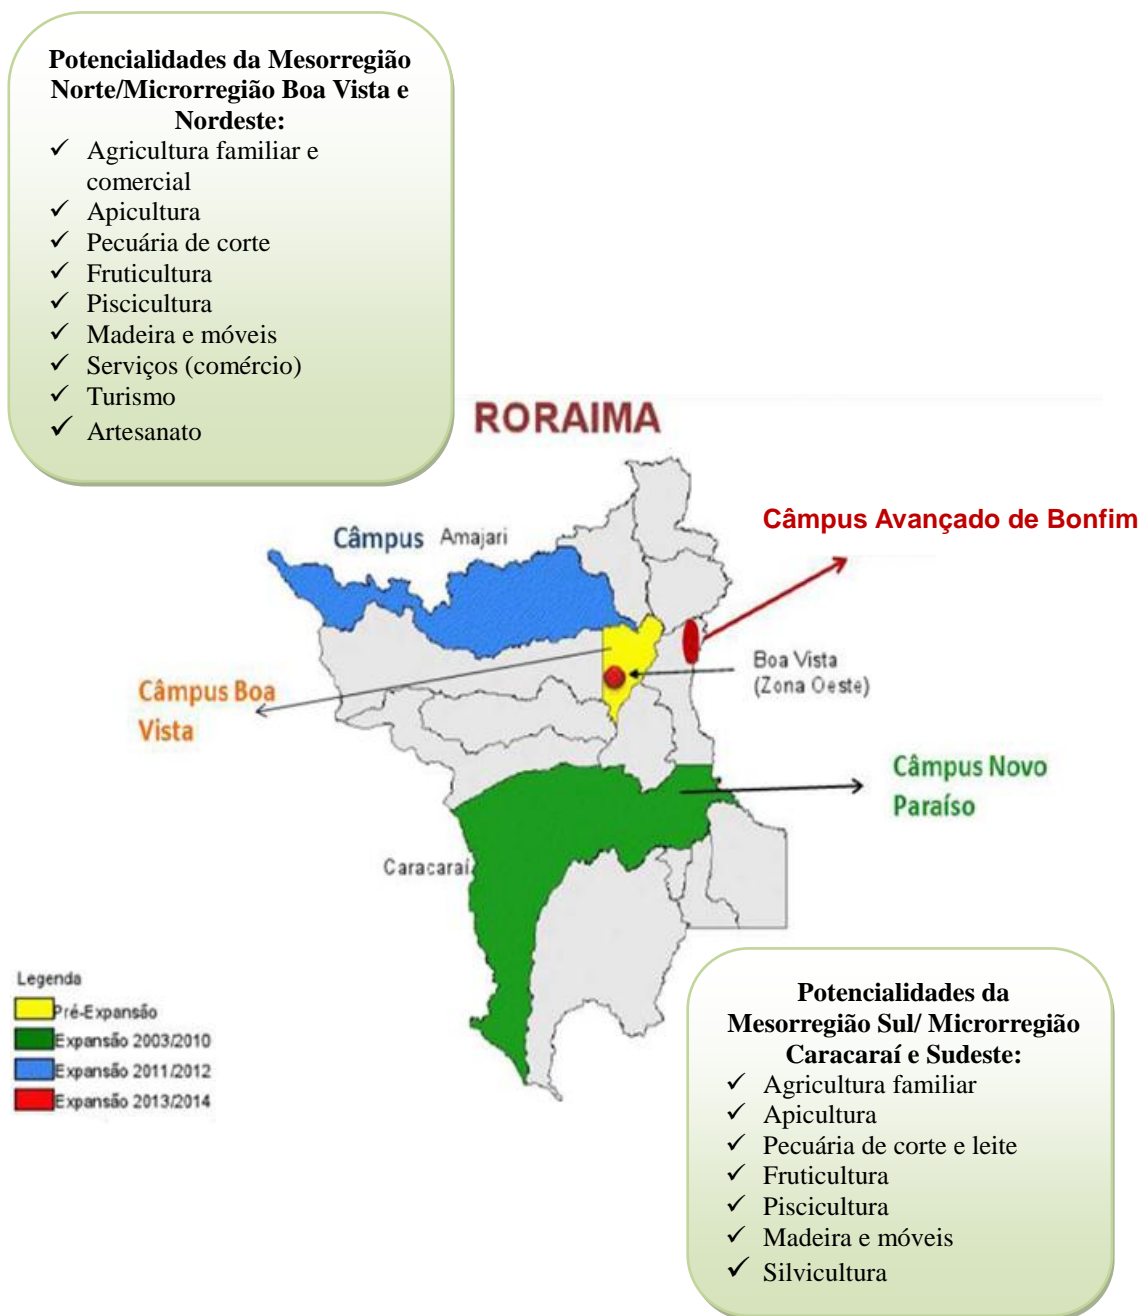 Potencialidades da Mesorregião
Norte/Microrregião Boa Vista e
Nordeste:
✓ Agricultura familiar e
comercial
✓ Apicultura
✓ Pecuária de corte
✓ Fruticultura
✓ Piscicultura
✓ Madeira e móveis
✓ Serviços (comércio)
✓ Turismo
✓ Artesanato
RORAIMA
Câmpus Avançado de Bonfim
Câmpus Amajari
Boa Vista
(Zona Oeste)
Câmpus Boa
Vista
Câmpus Novo
Paraíso
Caracaraí
Legenda
Pré-Expansão
Expansão 2003/2010
Expansão 2011/2012
Expansão 2013/2014
Potencialidades da
Mesorregião Sul/ Microrregião
Caracaraí e Sudeste:
✓ Agricultura familiar
✓ Apicultura
✓ Pecuária de corte e leite
✓ Fruticultura
✓ Piscicultura
✓ Madeira e móveis
✓ Silvicultura